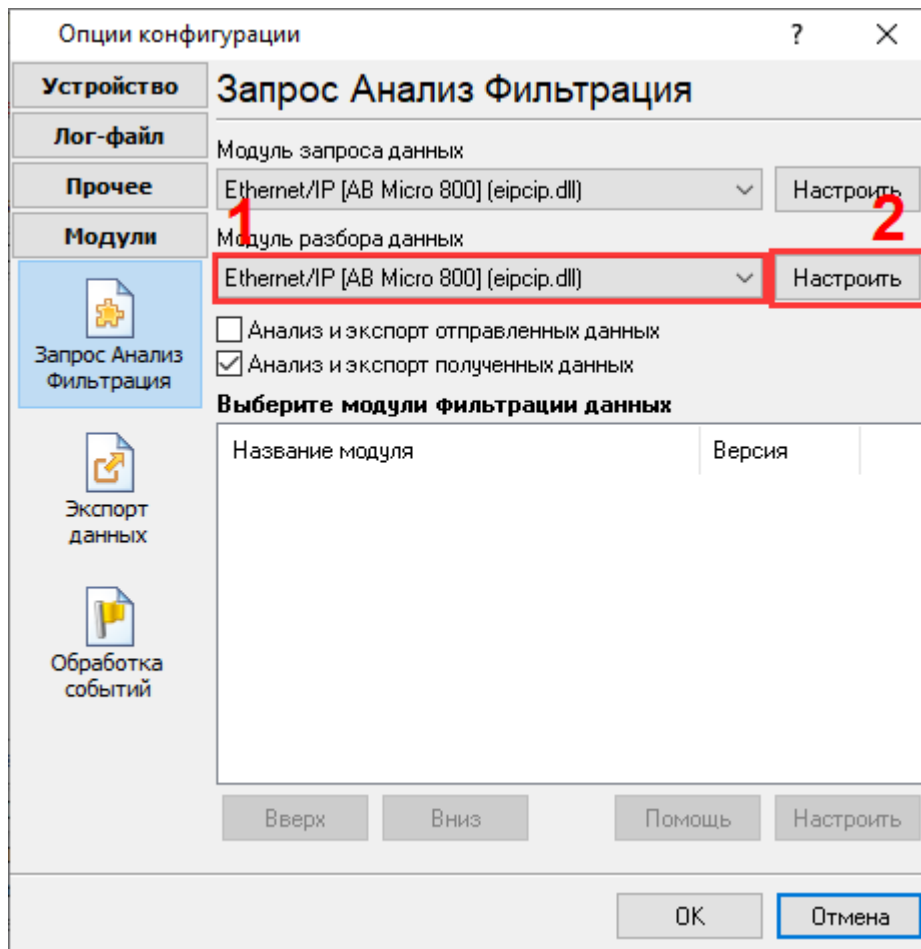 Опции конфигурации
?
Устройство
Лог-файл
Прочее
Модули
Запрос Анализ
Фильтрация
Экспорт
данных
Обработка
событий
Запрос Анализ Фильтрация
Модуль запроса данных
Ethernet/IP [AB Micro 800] (eipcip.dll)
Настроить
1
2
Модуль разбора данных
Ethernet/IP [AB Micro 800] (eipcip.dll)
Настроить
Анализ и экспорт отправленных данных
Анализ и экспорт полученных данных
Выберите модули фильтрации данных
Название модуля
Версия
Вверх
Вниз
Помощь
Настроить
OK
Отмена